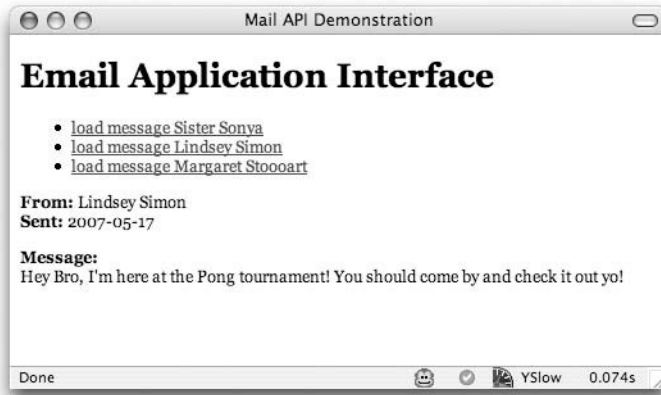 Mail API Demonstration
Email Application Interface
• load message Sister Sonya
• load message Lindsey Simon
• load message Margaret Stoooart
From: Lindsey Simon
Sent: 2007-05-17
Message:
Hey Bro, I'm here at the Pong tournament! You should come by and check it out yo!
Done YSlow 0.074s